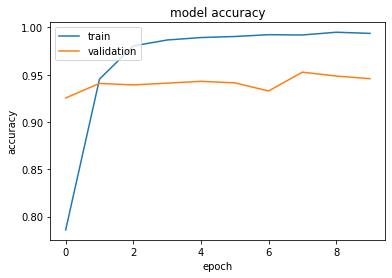 model accuracy
train
validation
accuracy
1.00
0.95
0.90
0.85
0.80
0 2 4 6 8
epoch